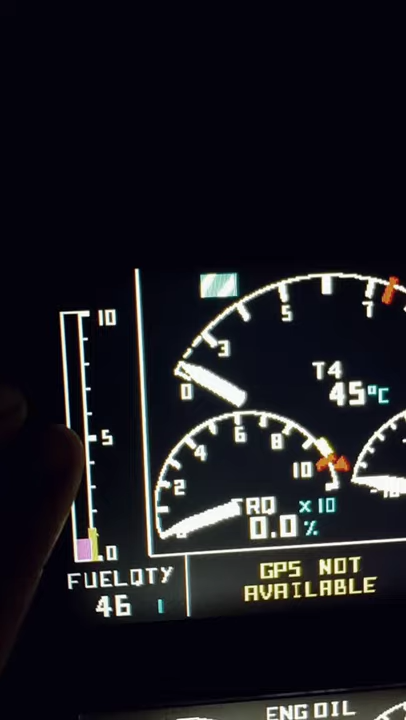 10
5
0
FUELQTY
46 l
0
3
5
7
T4
45°C
2
4
6
8
10
TRQ x10
0.0 %
GPS NOT
AVAILABLE
ENG OIL